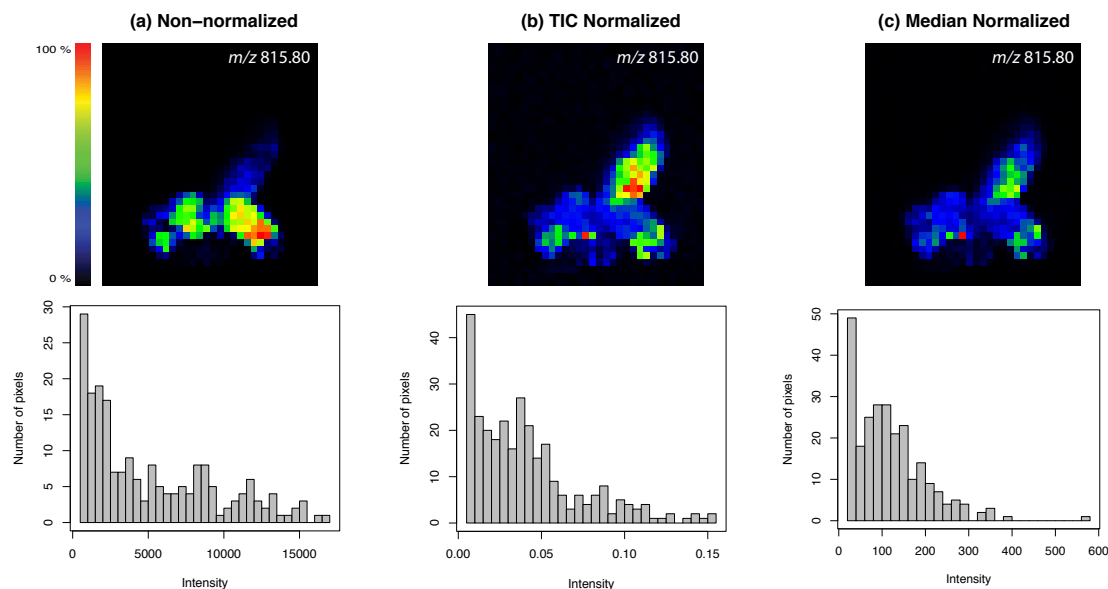 (a) Non−normalized
(b) TIC Normalized
(c) Median Normalized
100 %
0 %
m/z 815.80
m/z 815.80
m/z 815.80
Number of pixels
0
5
10
15
20
25
30
0
5000
10000
15000
Intensity
Number of pixels
0
10
20
30
40
0.00
0.05
0.10
0.15
Intensity
Number of pixels
0
10
20
30
40
50
0
100
200
300
400
500
600
Intensity